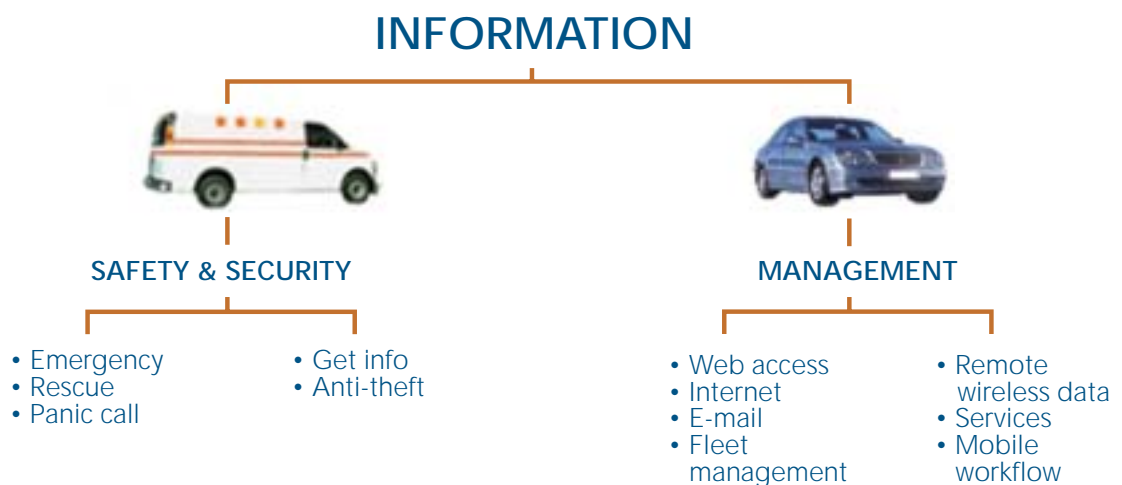 INFORMATION
SAFETY & SECURITY
• Emergency
• Rescue
• Panic call
• Get info
• Anti-theft
MANAGEMENT
• Web access
• Internet
• E-mail
• Fleet
management
• Remote
wireless data
• Services
• Mobile
workflow